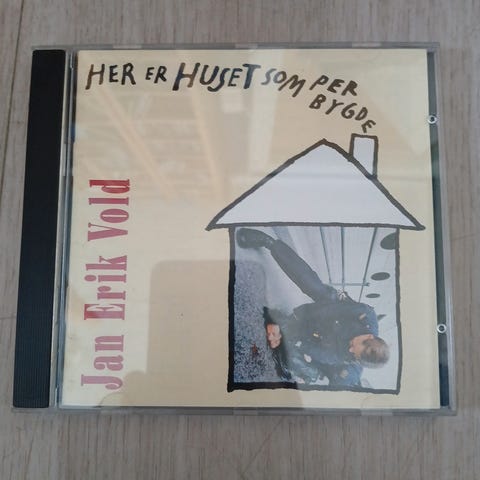 HER ER HUSET SOM PER
BYGDE
Jan Erik Vold